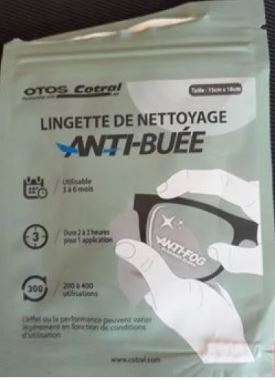 OTOS Cotral
Taille : 15cm x 18cm
LINGETTE DE NETTOYAGE
ANTI-BUÉE
Utilisable
3 à 6 mois
3
Dure 2 à 3 heures
pour 1 application
ANTI-FOG
300
200 à 400
utilisations
L'effet ou la performance peuvent varier
légèrement en fonction de conditions
d'utilisation
www.cotral.com